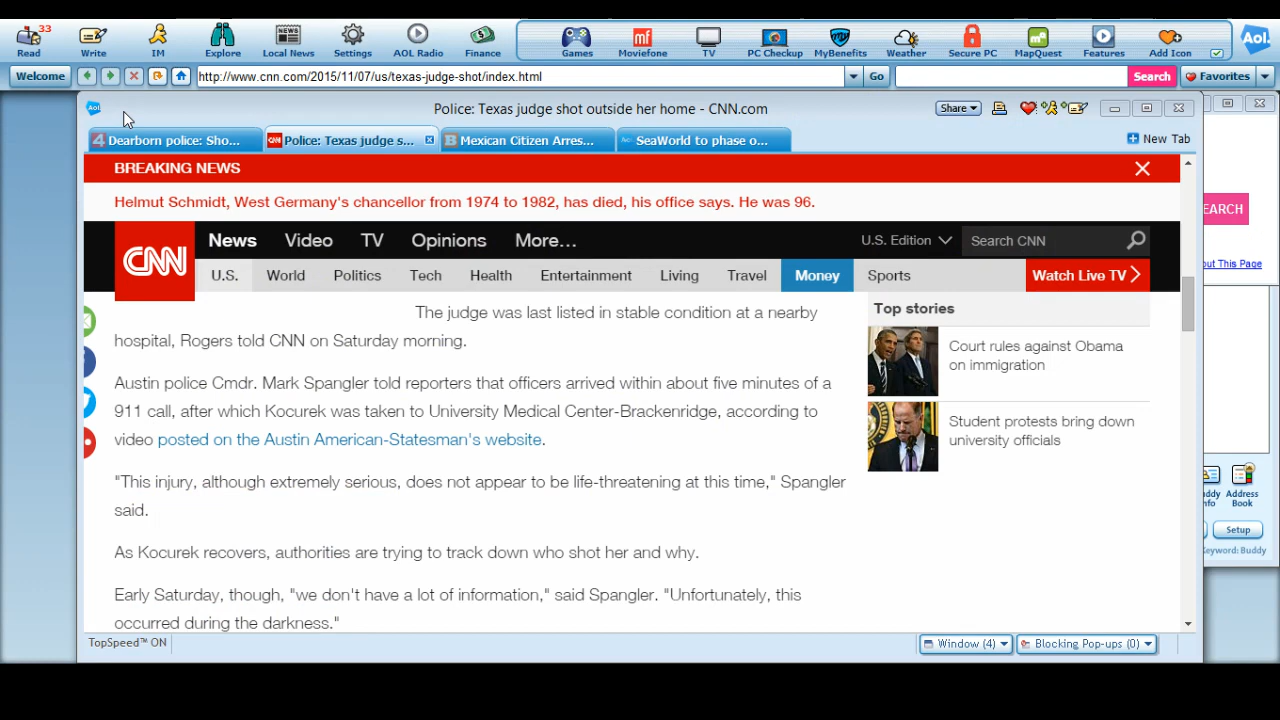 33
Read Write IM Explore Local News Settings AOL Radio Finance Games Moviefone TV PC Checkup MyBenefits Weather Secure PC MapQuest Features Add Icon Aol.
Welcome http://www.cnn.com/2015/11/07/us/texas-judge-shot/index.html Go Search Favorites
Aol. Police: Texas judge shot outside her home - CNN.com Share
4 Dearborn police: Sho... CNN Police: Texas judge s... B Mexican Citizen Arres... SeaWorld to phase o... New Tab
BREAKING NEWS
Helmut Schmidt, West Germany's chancellor from 1974 to 1982, has died, his office says. He was 96.
CNN News Video TV Opinions More... U.S. Edition Search CNN
U.S. World Politics Tech Health Entertainment Living Travel Money Sports Watch Live TV
The judge was last listed in stable condition at a nearby
hospital, Rogers told CNN on Saturday morning.
Austin police Cmdr. Mark Spangler told reporters that officers arrived within about five minutes of a
911 call, after which Kocurek was taken to University Medical Center-Brackenridge, according to
video posted on the Austin American-Statesman's website.
"This injury, although extremely serious, does not appear to be life-threatening at this time," Spangler
said.
As Kocurek recovers, authorities are trying to track down who shot her and why.
Early Saturday, though, "we don't have a lot of information," said Spangler. "Unfortunately, this
occurred during the darkness."
Top stories
Court rules against Obama
on immigration
Student protests bring down
university officials
EARCH
out This Page
ddy Address
Info Book
Setup
eyword: Buddy
TopSpeed™ ON Window (4) Blocking Pop-ups (0)